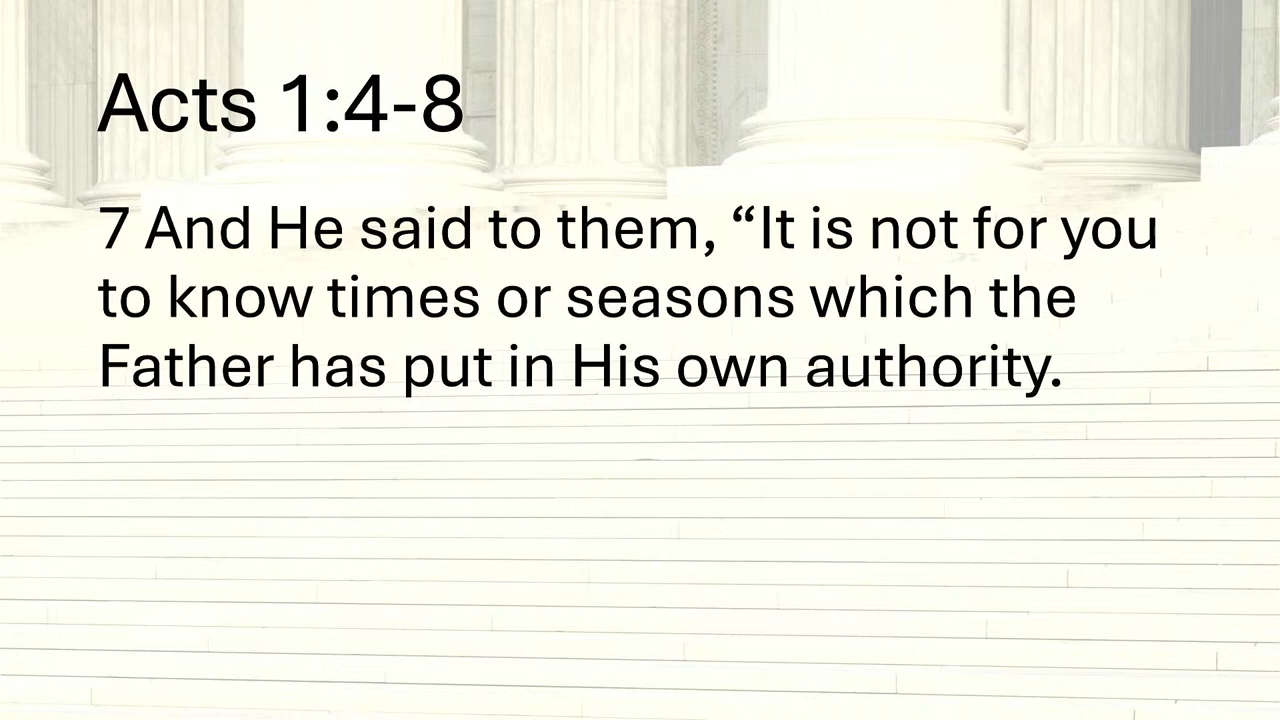 Acts 1:4-8
7 And He said to them, “It is not for you
to know times or seasons which the
Father has put in His own authority.